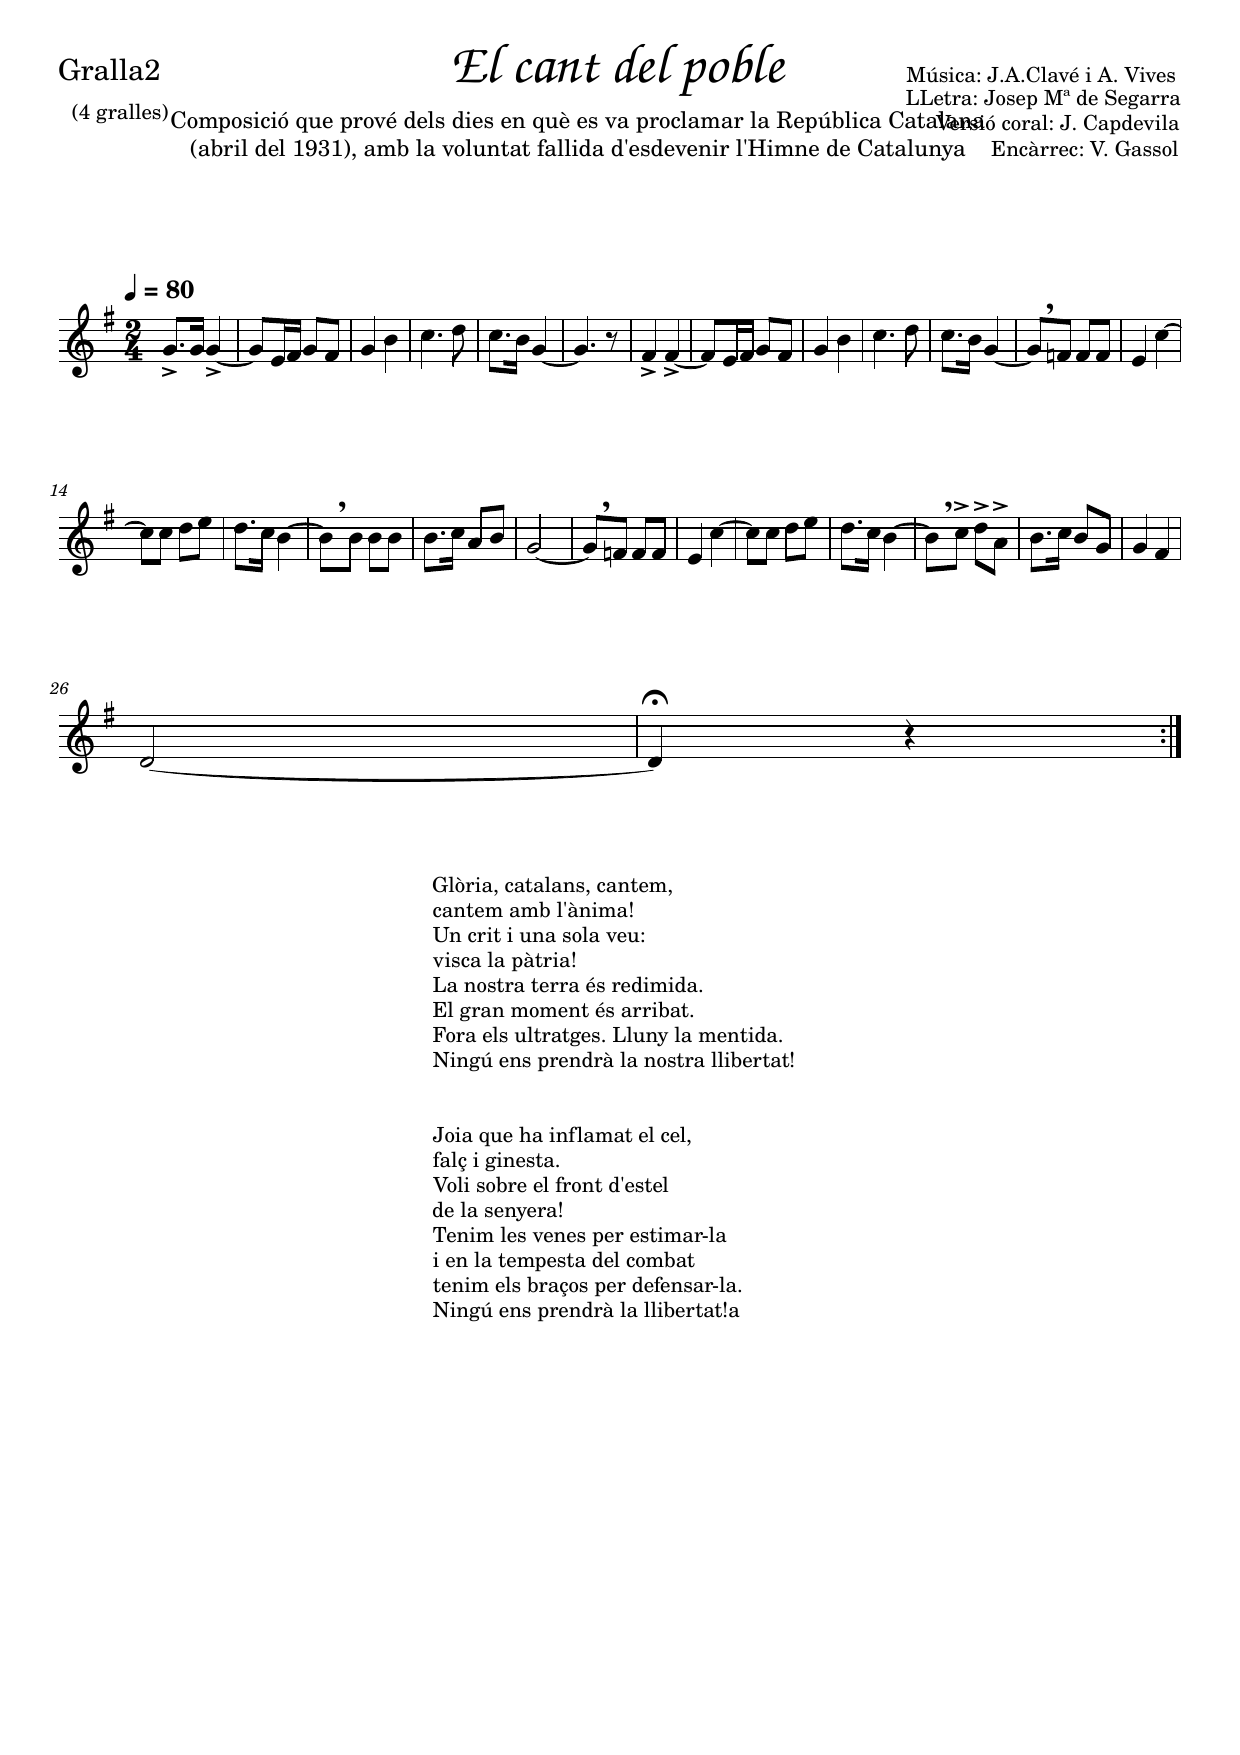 Gralla2
El cant del poble
Música: J.A.Clavé i A. Vives
LLetra: Josep Mª de Segarra
(4 gralles)
Composició que prové dels dies en què es va proclamar la República Catalana
Versió coral: J. Capdevila
(abril del 1931), amb la voluntat fallida d'esdevenir l'Himne de Catalunya
Encàrrec: V. Gassol
= 80
2
4
14
26
Glòria, catalans, cantem,
cantem amb l'ànima!
Un crit i una sola veu:
visca la pàtria!
La nostra terra és redimida.
El gran moment és arribat.
Fora els ultratges. Lluny la mentida.
Ningú ens prendrà la nostra llibertat!
Joia que ha inflamat el cel,
falç i ginesta.
Voli sobre el front d'estel
de la senyera!
Tenim les venes per estimar-la
i en la tempesta del combat
tenim els braços per defensar-la.
Ningú ens prendrà la llibertat!a